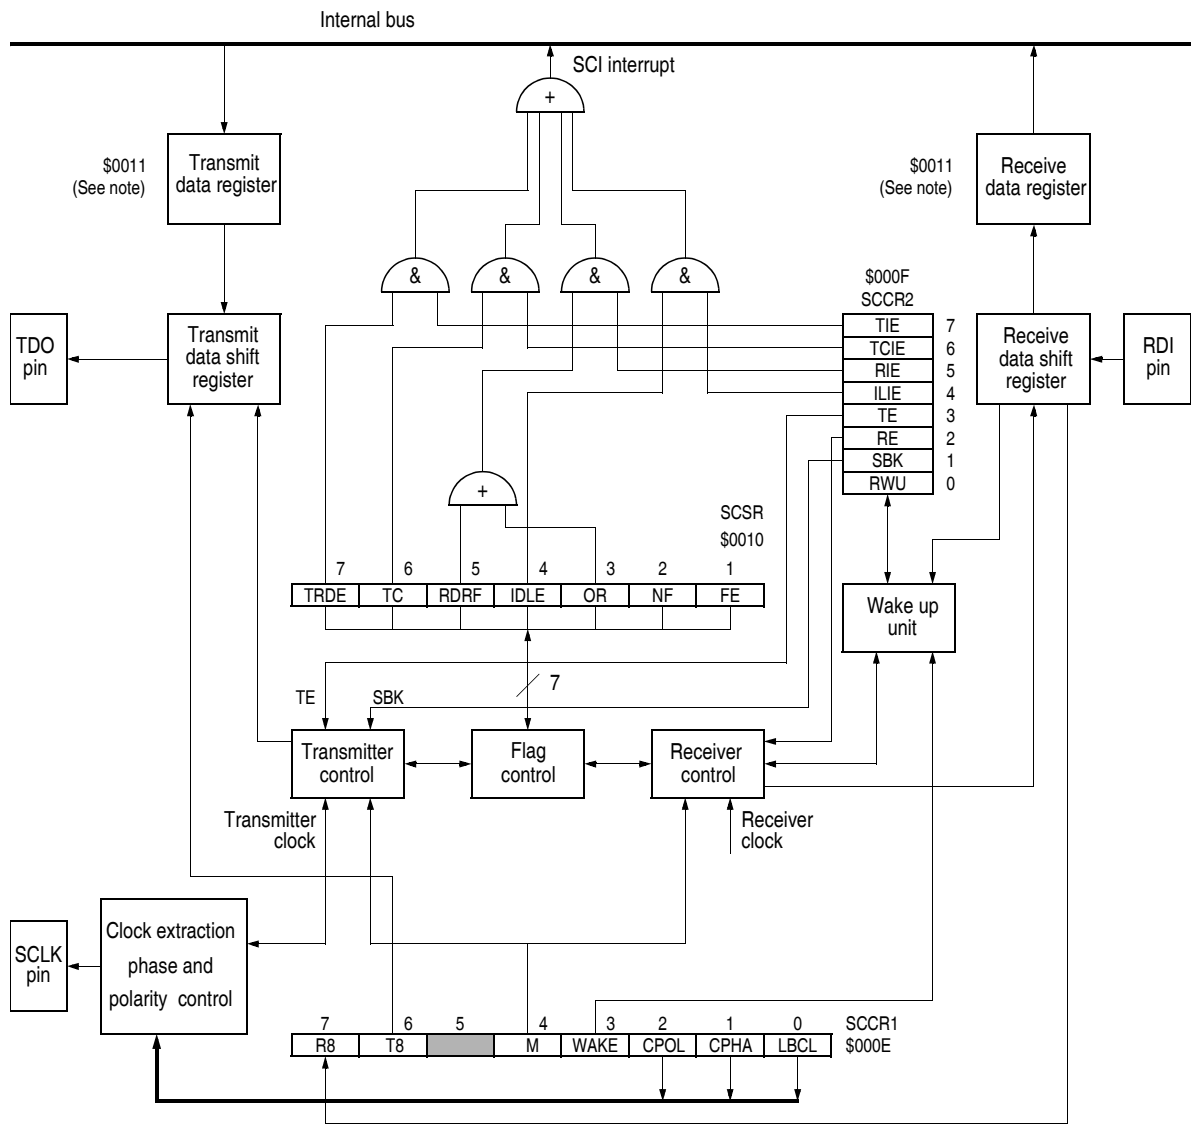 Internal bus
SCI interrupt
+
$0011
(See note)
Transmit
data register
$0011
(See note)
Receive
data register
&
&
&
&
$000F
SCCR2
TDO
pin
Transmit
data shift
register
TIE 7
TCIE 6
RIE 5
ILIE 4
TE 3
RE 2
SBK 1
RWU 0
Receive
data shift
register
RDI
pin
+
SCSR
$0010
7 6 5 4 3 2 1
TRDE TC RDRF IDLE OR NF FE
Wake up
unit
7
TE SBK
Transmitter
control
Flag
control
Receiver
control
Transmitter
clock
Receiver
clock
SCLK
pin
Clock extraction
phase and
polarity control
7 6 5 4 3 2 1 0 SCCR1
R8 T8 M WAKE CPOL CPHA LBCL $000E